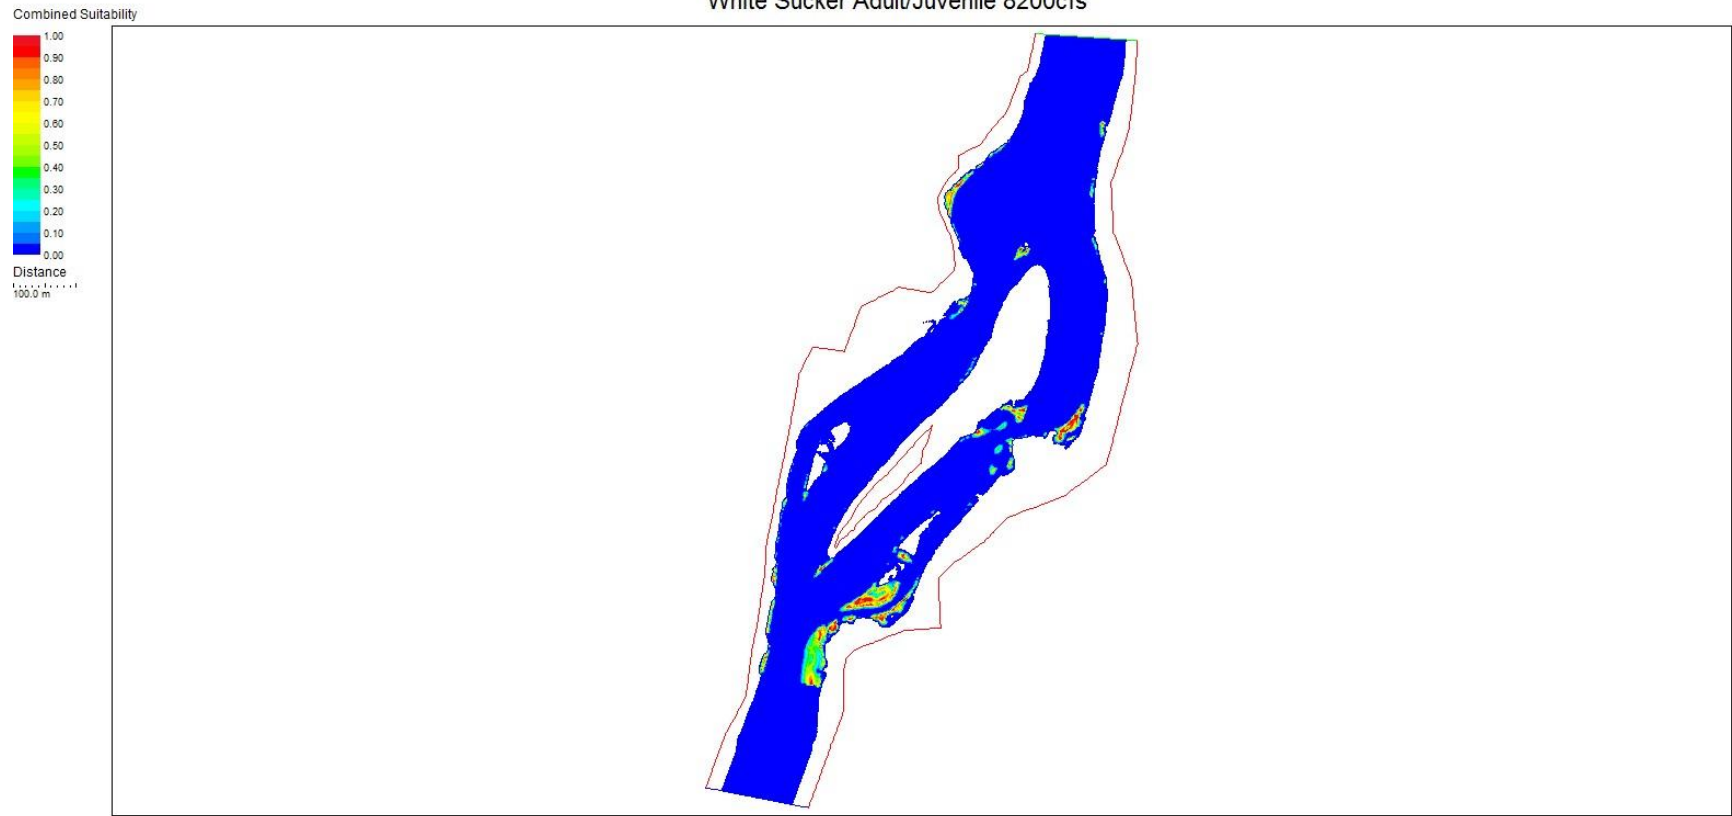 White Sucker Adult/Juvenile 8200cfs
Combined Suitability
1.00
0.90
0.80
0.70
0.60
0.50
0.40
0.30
0.20
0.10
0.00
Distance
100.0 m